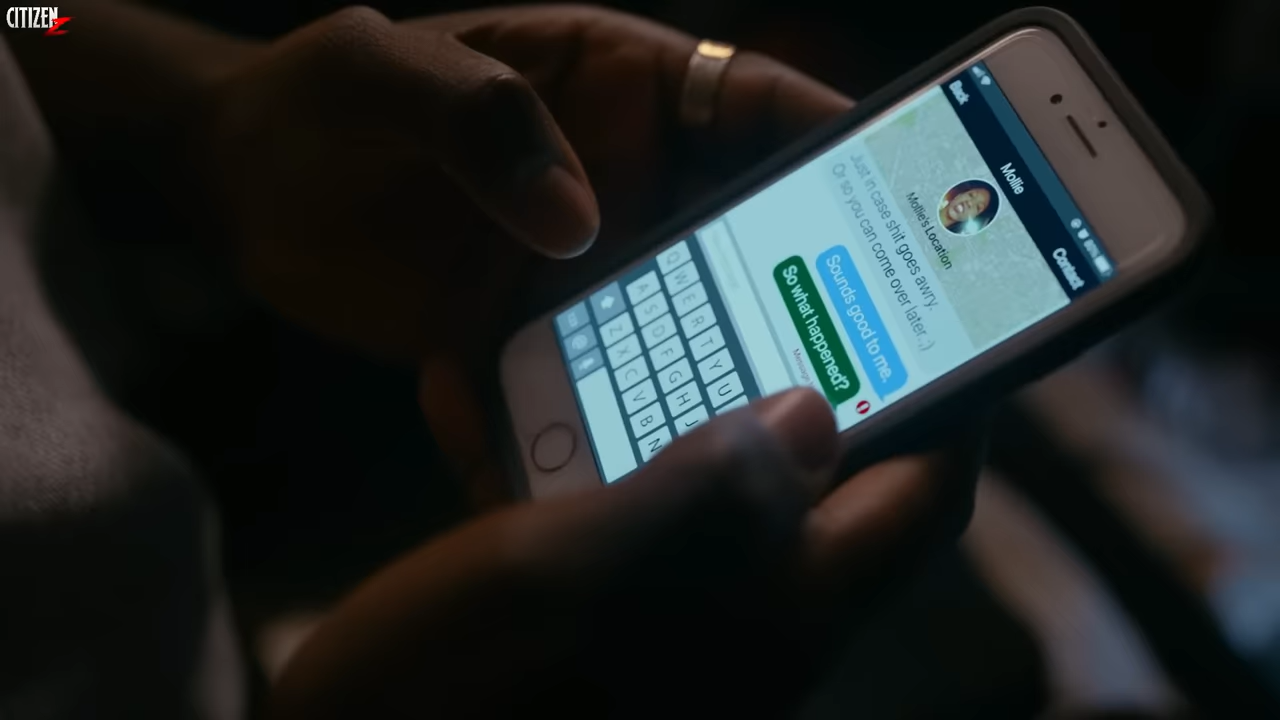 CITIZEN Z
Back
Mollie
Contact
Mollie's Location
Just in case shit goes awry.
Or so you can come over later..;)
Sounds good to me.
So what happened?
Q W E R T Y U
A S D F G H J
Z X C V B N